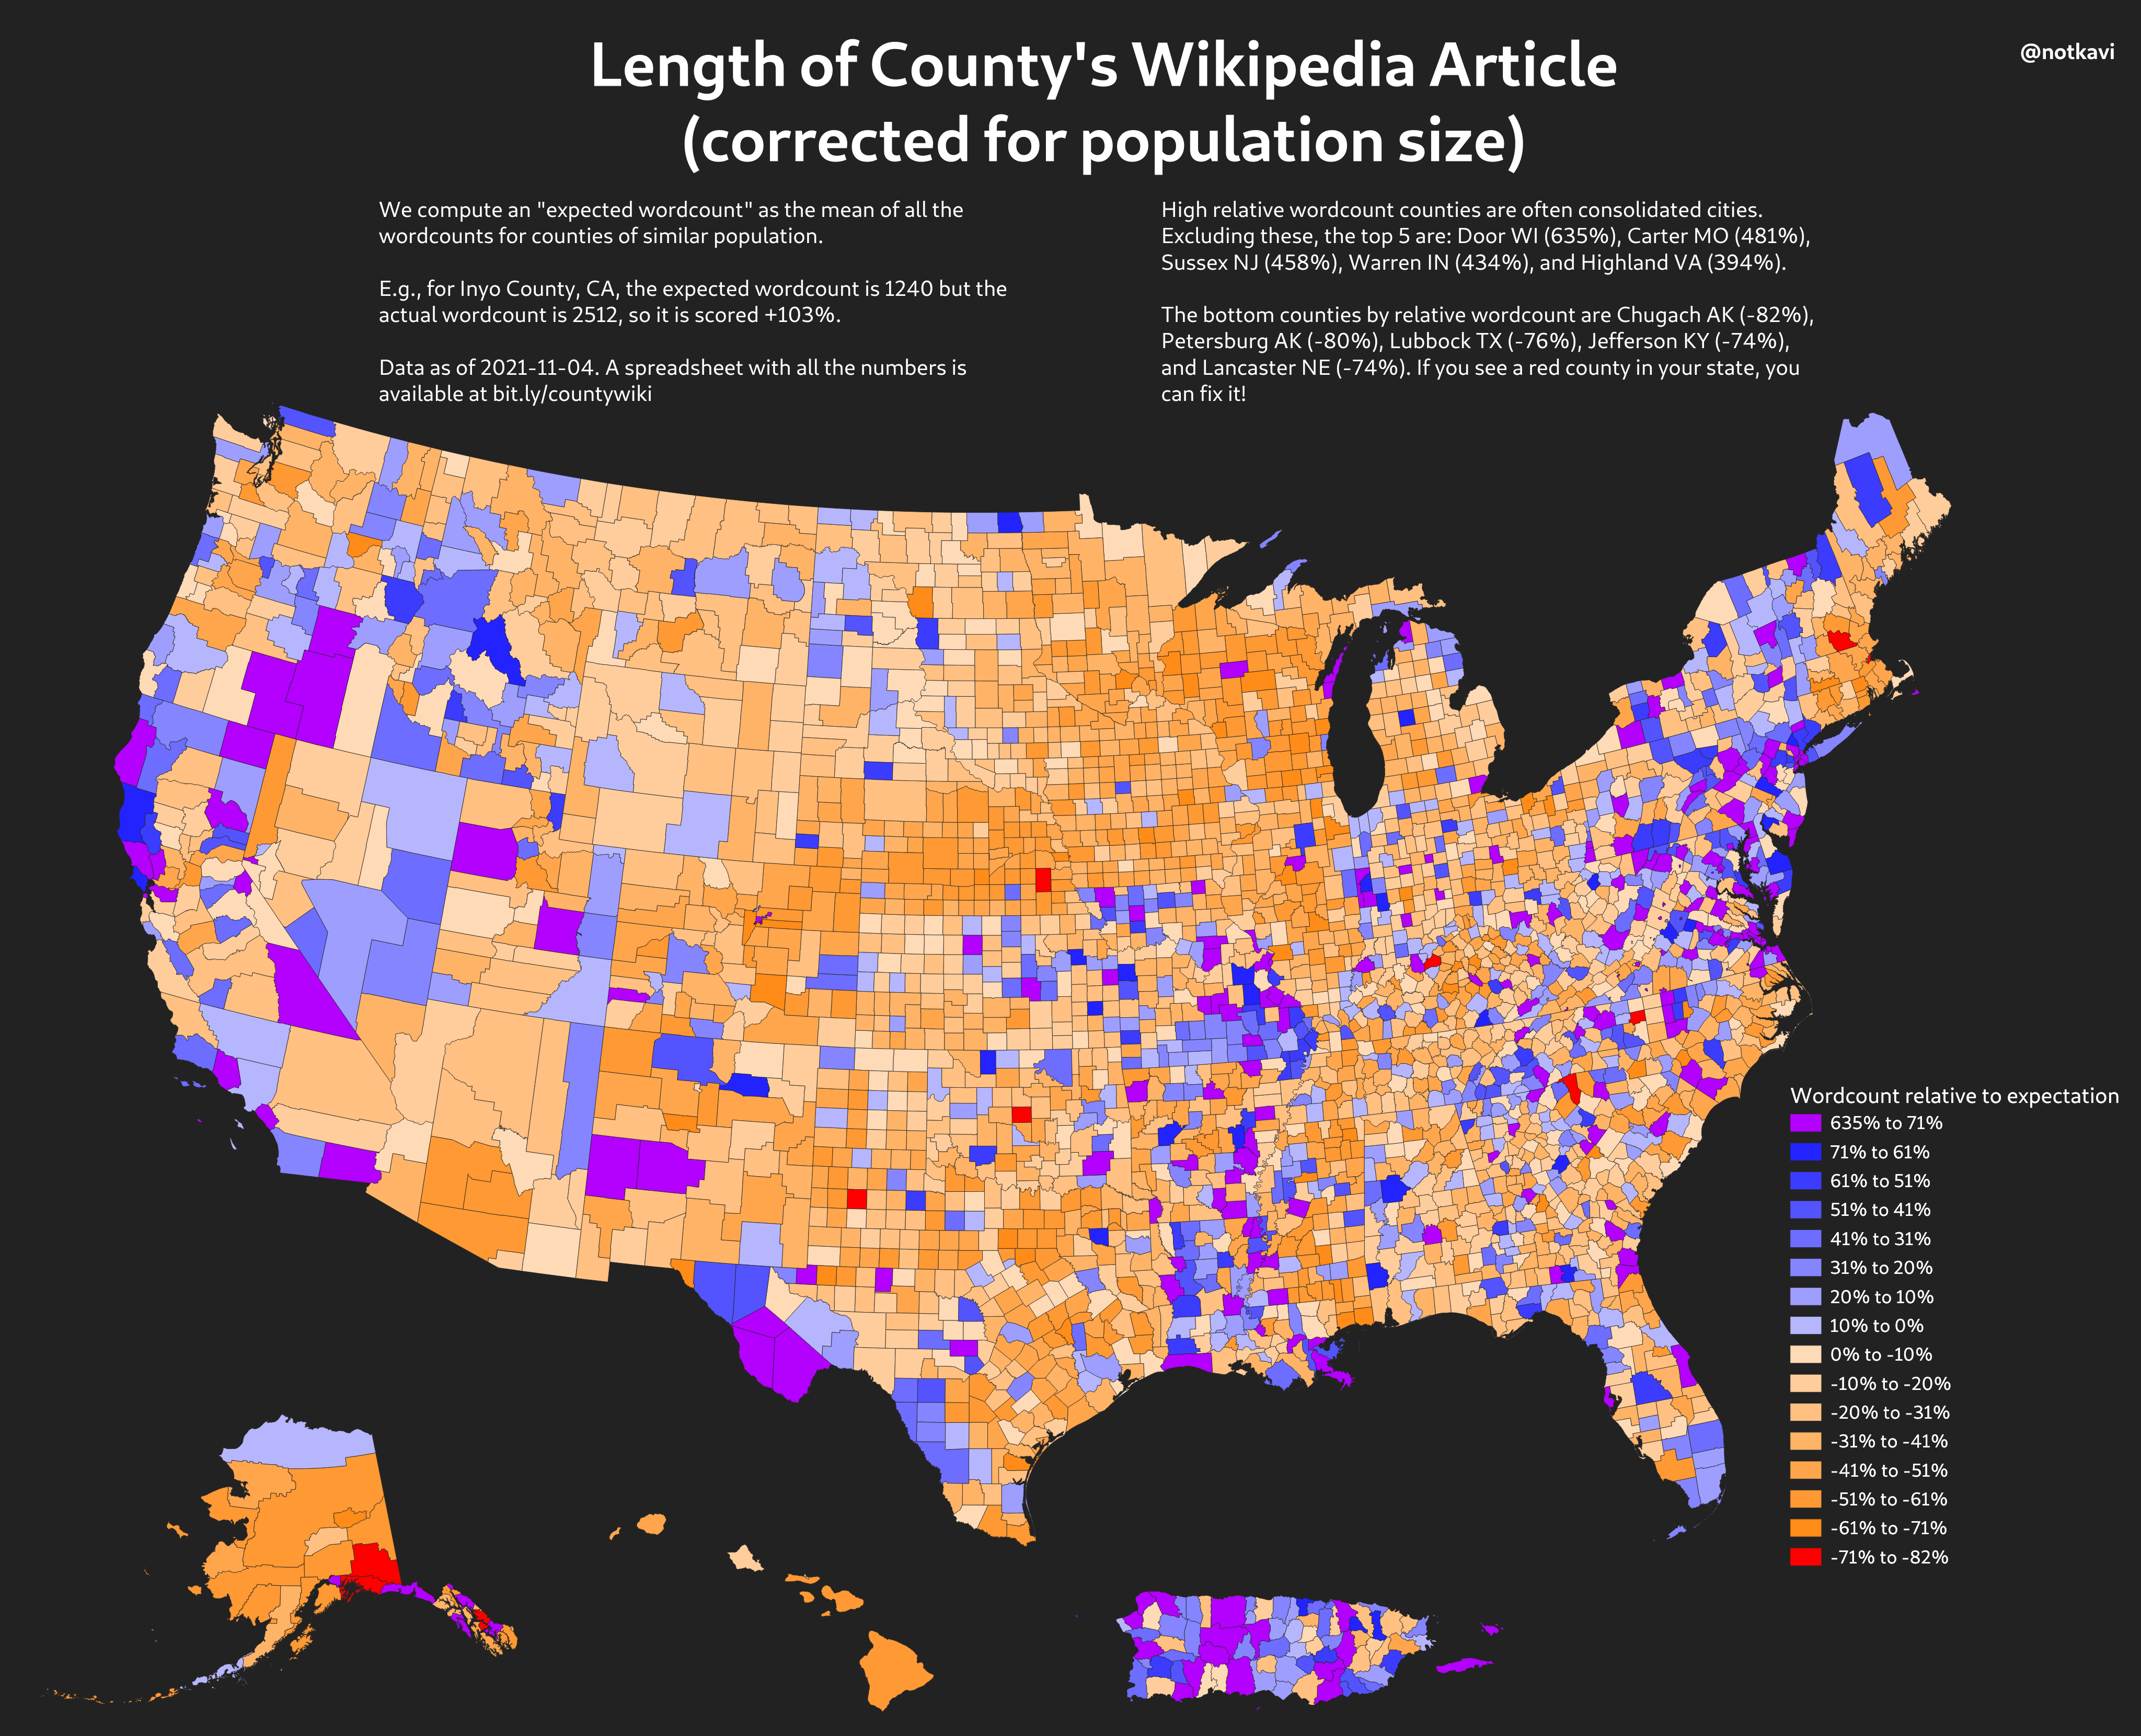 Length of County's Wikipedia Article
(corrected for population size)
@notkavi
We compute an "expected wordcount" as the mean of all the
wordcounts for counties of similar population.
E.g., for Inyo County, CA, the expected wordcount is 1240 but the
actual wordcount is 2512, so it is scored +103%.
Data as of 2021-11-04. A spreadsheet with all the numbers is
available at bit.ly/countywiki
High relative wordcount counties are often consolidated cities.
Excluding these, the top 5 are: Door WI (635%), Carter MO (481%),
Sussex NJ (458%), Warren IN (434%), and Highland VA (394%).
The bottom counties by relative wordcount are Chugach AK (-82%),
Petersburg AK (-80%), Lubbock TX (-76%), Jefferson KY (-74%),
and Lancaster NE (-74%). If you see a red county in your state, you
can fix it!
Wordcount relative to expectation
635% to 71%
71% to 61%
61% to 51%
51% to 41%
41% to 31%
31% to 20%
20% to 10%
10% to 0%
0% to -10%
-10% to -20%
-20% to -31%
-31% to -41%
-41% to -51%
-51% to -61%
-61% to -71%
-71% to -82%